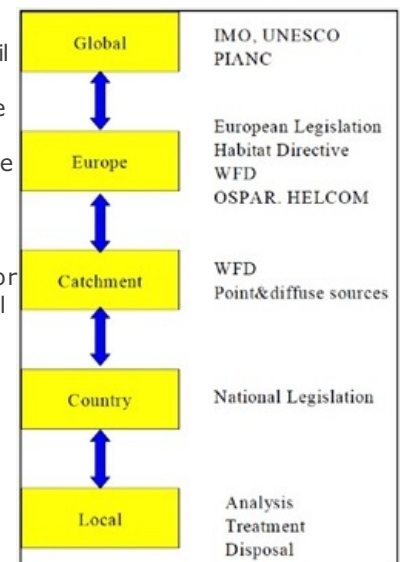 Global
IMO, UNESCO
PIANC
Europe
European Legislation
Habitat Directive
WFD
OSPAR. HELCOM
Catchment
WFD
Point&diffuse sources
Country
National Legislation
Local
Analysis
Treatment
Disposal